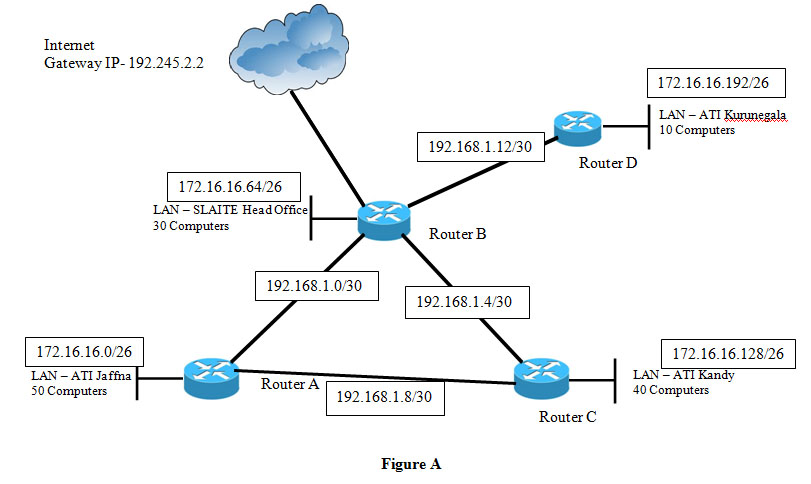 Internet
Gateway IP- 192.245.2.2
172.16.16.192/26
LAN – ATI Kurunegala
10 Computers
192.168.1.12/30
Router D
172.16.16.64/26
LAN – SLAITE Head Office
30 Computers
Router B
192.168.1.0/30
192.168.1.4/30
172.16.16.0/26
LAN – ATI Jaffna
50 Computers
Router A
192.168.1.8/30
172.16.16.128/26
LAN – ATI Kandy
40 Computers
Router C
Figure A